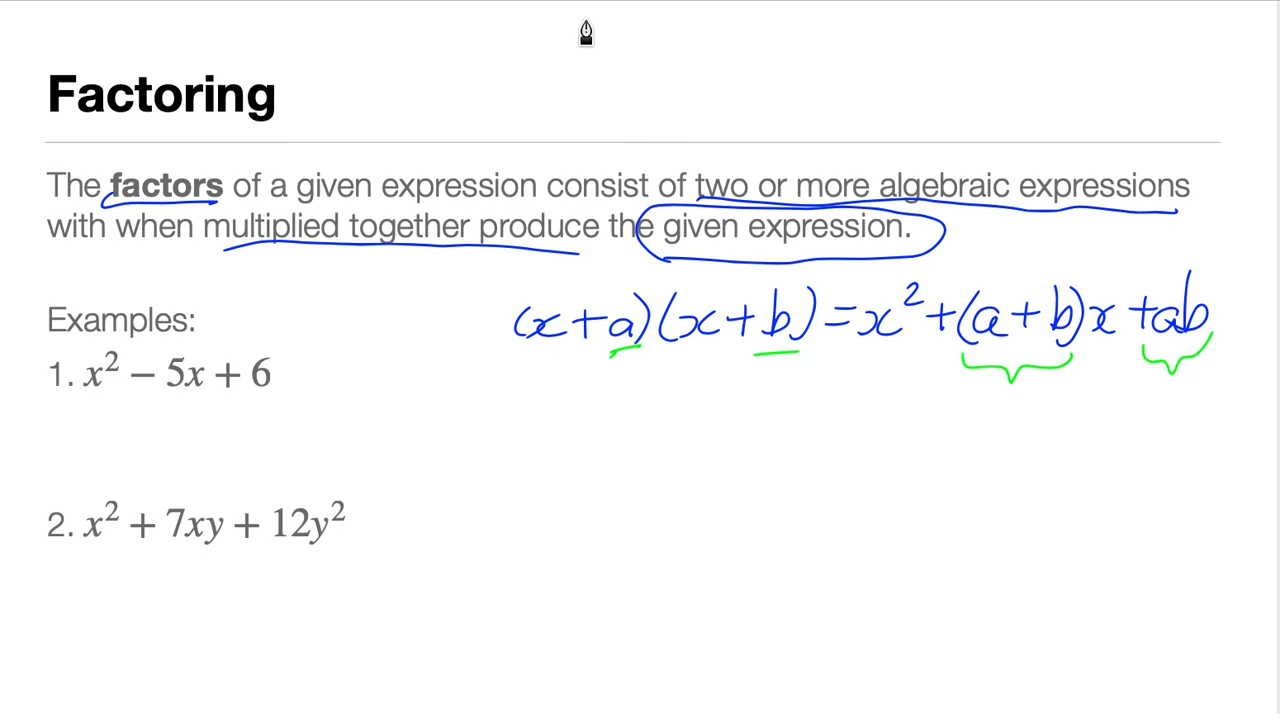 Factoring
The factors of a given expression consist of two or more algebraic expressions
with when multiplied together produce the given expression.
(x+a)(x+b)=x²+(a+b)x+ab
Examples:
1. x² − 5x + 6
2. x² + 7xy + 12y²